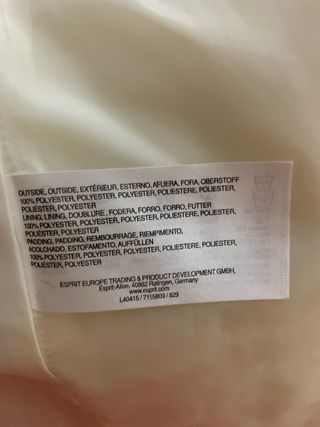 OUTSIDE, OUTSIDE, EXTÉRIEUR, ESTERNO, AFUERA, FORA, OBERSTOFF
100% POLYESTER, POLYESTER, POLYESTER, POLIESTERE, POLIESTER,
POLIÉSTER, POLYESTER
LINING, LINING, DOUBLURE, FODERA, FORRO, FORRO, FUTTER
100% POLYESTER, POLYESTER, POLYESTER, POLIESTERE, POLIESTER,
POLIÉSTER, POLYESTER
PADDING, PADDING, REMBOURRAGE, RIEMPIMENTO,
ACOLCHADO, ESTOFAMENTO, AUFFÜLLEN
100% POLYESTER, POLYESTER, POLYESTER, POLIESTERE, POLIESTER,
POLIÉSTER, POLYESTER
ESPRIT EUROPE TRADING & PRODUCT DEVELOPMENT GMBH,
Esprit-Allee, 40882 Ratingen, Germany
www.esprit.com
L40415 / 7115809 / 829